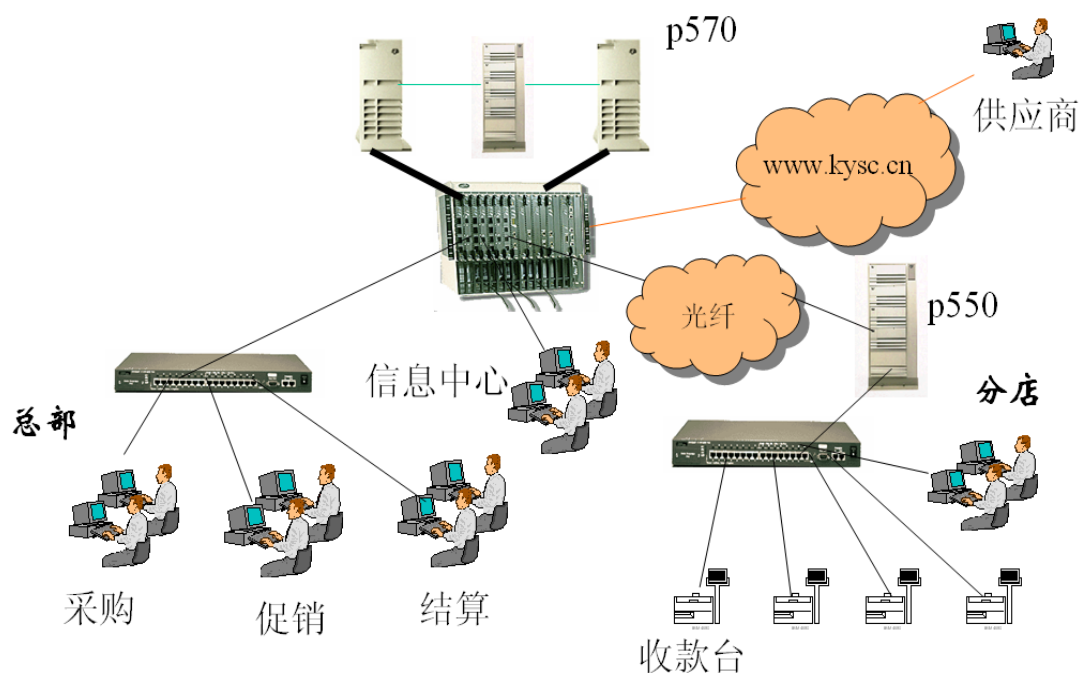 p570
供应商
www.kysc.cn
光纤
p550
信息中心
分店
总部
采购
促销
结算
收款台